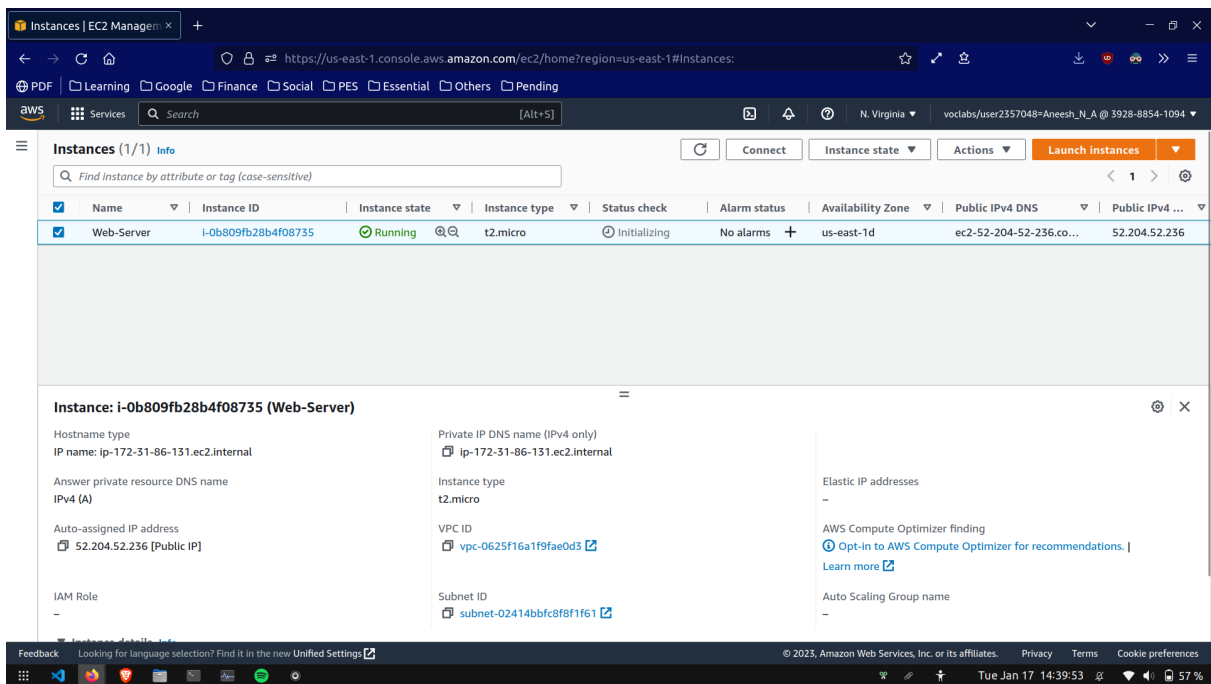 Instances | EC2 Managem
https://us-east-1.console.aws.amazon.com/ec2/home?region=us-east-1#Instances:
PDF Learning Google Finance Social PES Essential Others Pending
aws Services Search [Alt+S] N. Virginia voclabs/user2357048=Aneesh_N_A @ 3928-8854-1094
Instances (1/1) Info Connect Instance state Actions Launch instances
Find instance by attribute or tag (case-sensitive) 1
Name Instance ID Instance state Instance type Status check Alarm status Availability Zone Public IPv4 DNS Public IPv4 ...
Web-Server i-0b809fb28b4f08735 Running t2.micro Initializing No alarms + us-east-1d ec2-52-204-52-236.co... 52.204.52.236
Instance: i-0b809fb28b4f08735 (Web-Server)
Hostname type Private IP DNS name (IPv4 only)
IP name: ip-172-31-86-131.ec2.internal ip-172-31-86-131.ec2.internal
Answer private resource DNS name Instance type Elastic IP addresses
IPv4 (A) t2.micro –
Auto-assigned IP address VPC ID AWS Compute Optimizer finding
52.204.52.236 [Public IP] vpc-0625f16a1f9fae0d3 Opt-in to AWS Compute Optimizer for recommendations. |
Learn more
IAM Role Subnet ID Auto Scaling Group name
– subnet-02414bbfc8f8f1f61 –
Instance details Info
Feedback Looking for language selection? Find it in the new Unified Settings © 2023, Amazon Web Services, Inc. or its affiliates. Privacy Terms Cookie preferences
Tue Jan 17 14:39:53 57 %